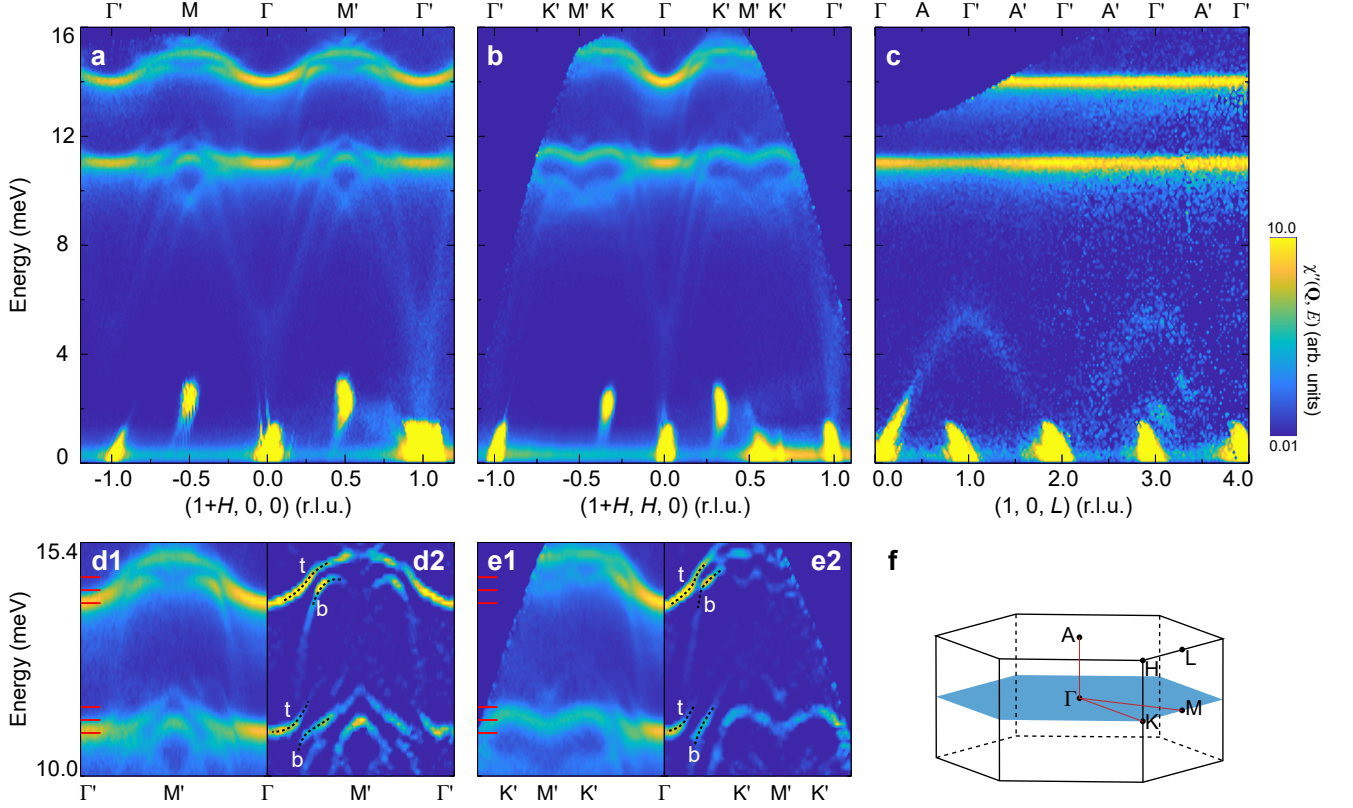 Γ' M Γ M' Γ'
Γ' K' M' K Γ K' M' K' Γ'
Γ A Γ' A' Γ' A' Γ' A' Γ'
a
b
c
16
12
8
4
0
Energy (meV)
-1.0 -0.5 0.0 0.5 1.0
(1+H, 0, 0) (r.l.u.)
-1.0 -0.5 0.0 0.5 1.0
(1+H, H, 0) (r.l.u.)
0.0 1.0 2.0 3.0 4.0
(1, 0, L) (r.l.u.)
10.0
0.01
χ′′(Q, E) (arb. units)
d1
d2
e1
e2
f
15.4
10.0
Energy (meV)
t
b
t
b
t
b
t
b
Γ' M' Γ M' Γ'
K' M' K' Γ K' M' K'
A
H
L
Γ
M
K